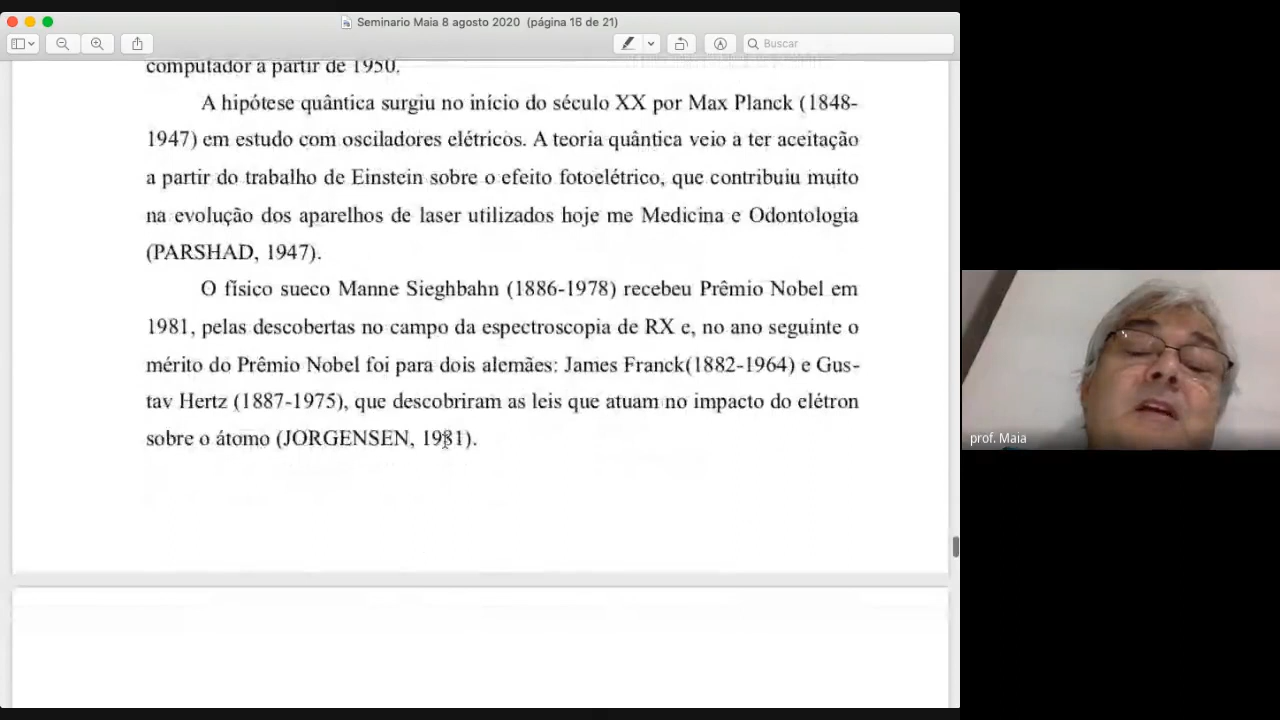 Seminario Maia 8 agosto 2020 (página 16 de 21)
Buscar
computador a partir de 1950.
A hipótese quântica surgiu no início do século XX por Max Planck (1848-
1947) em estudo com osciladores elétricos. A teoria quântica veio a ter aceitação
a partir do trabalho de Einstein sobre o efeito fotoelétrico, que contribuiu muito
na evolução dos aparelhos de laser utilizados hoje me Medicina e Odontologia
(PARSHAD, 1947).
O físico sueco Manne Sieghbahn (1886-1978) recebeu Prêmio Nobel em
1981, pelas descobertas no campo da espectroscopia de RX e, no ano seguinte o
mérito do Prêmio Nobel foi para dois alemães: James Franck(1882-1964) e Gus-
tav Hertz (1887-1975), que descobriram as leis que atuam no impacto do elétron
sobre o átomo (JORGENSEN, 1981).
prof. Maia